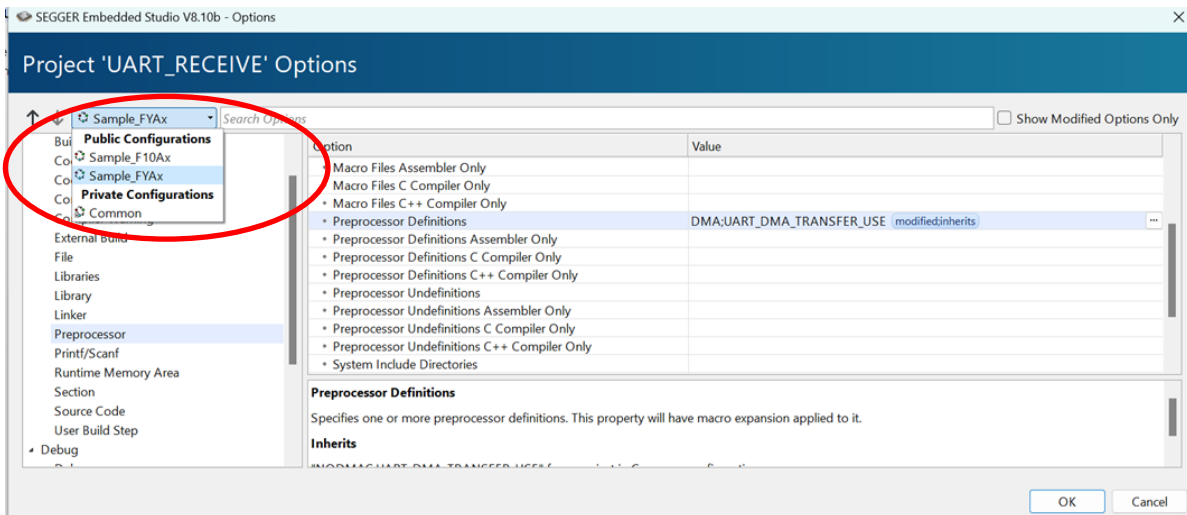 SEGGER Embedded Studio V8.10b - Options
Project 'UART_RECEIVE' Options
Sample_FYAx
Search Options
Show Modified Options Only
Public Configurations
Sample_F10Ax
Sample_FYAx
Private Configurations
Common
External Build
File
Libraries
Library
Linker
Preprocessor
Printf/Scanf
Runtime Memory Area
Section
Source Code
User Build Step
Debug
Option Value
Macro Files Assembler Only
Macro Files C Compiler Only
Macro Files C++ Compiler Only
Preprocessor Definitions DMA;UART_DMA_TRANSFER_USE modified;inherits ...
Preprocessor Definitions Assembler Only
Preprocessor Definitions C Compiler Only
Preprocessor Definitions C++ Compiler Only
Preprocessor Undefinitions
Preprocessor Undefinitions Assembler Only
Preprocessor Undefinitions C Compiler Only
Preprocessor Undefinitions C++ Compiler Only
System Include Directories
Preprocessor Definitions
Specifies one or more preprocessor definitions. This property will have macro expansion applied to it.
Inherits
OK Cancel